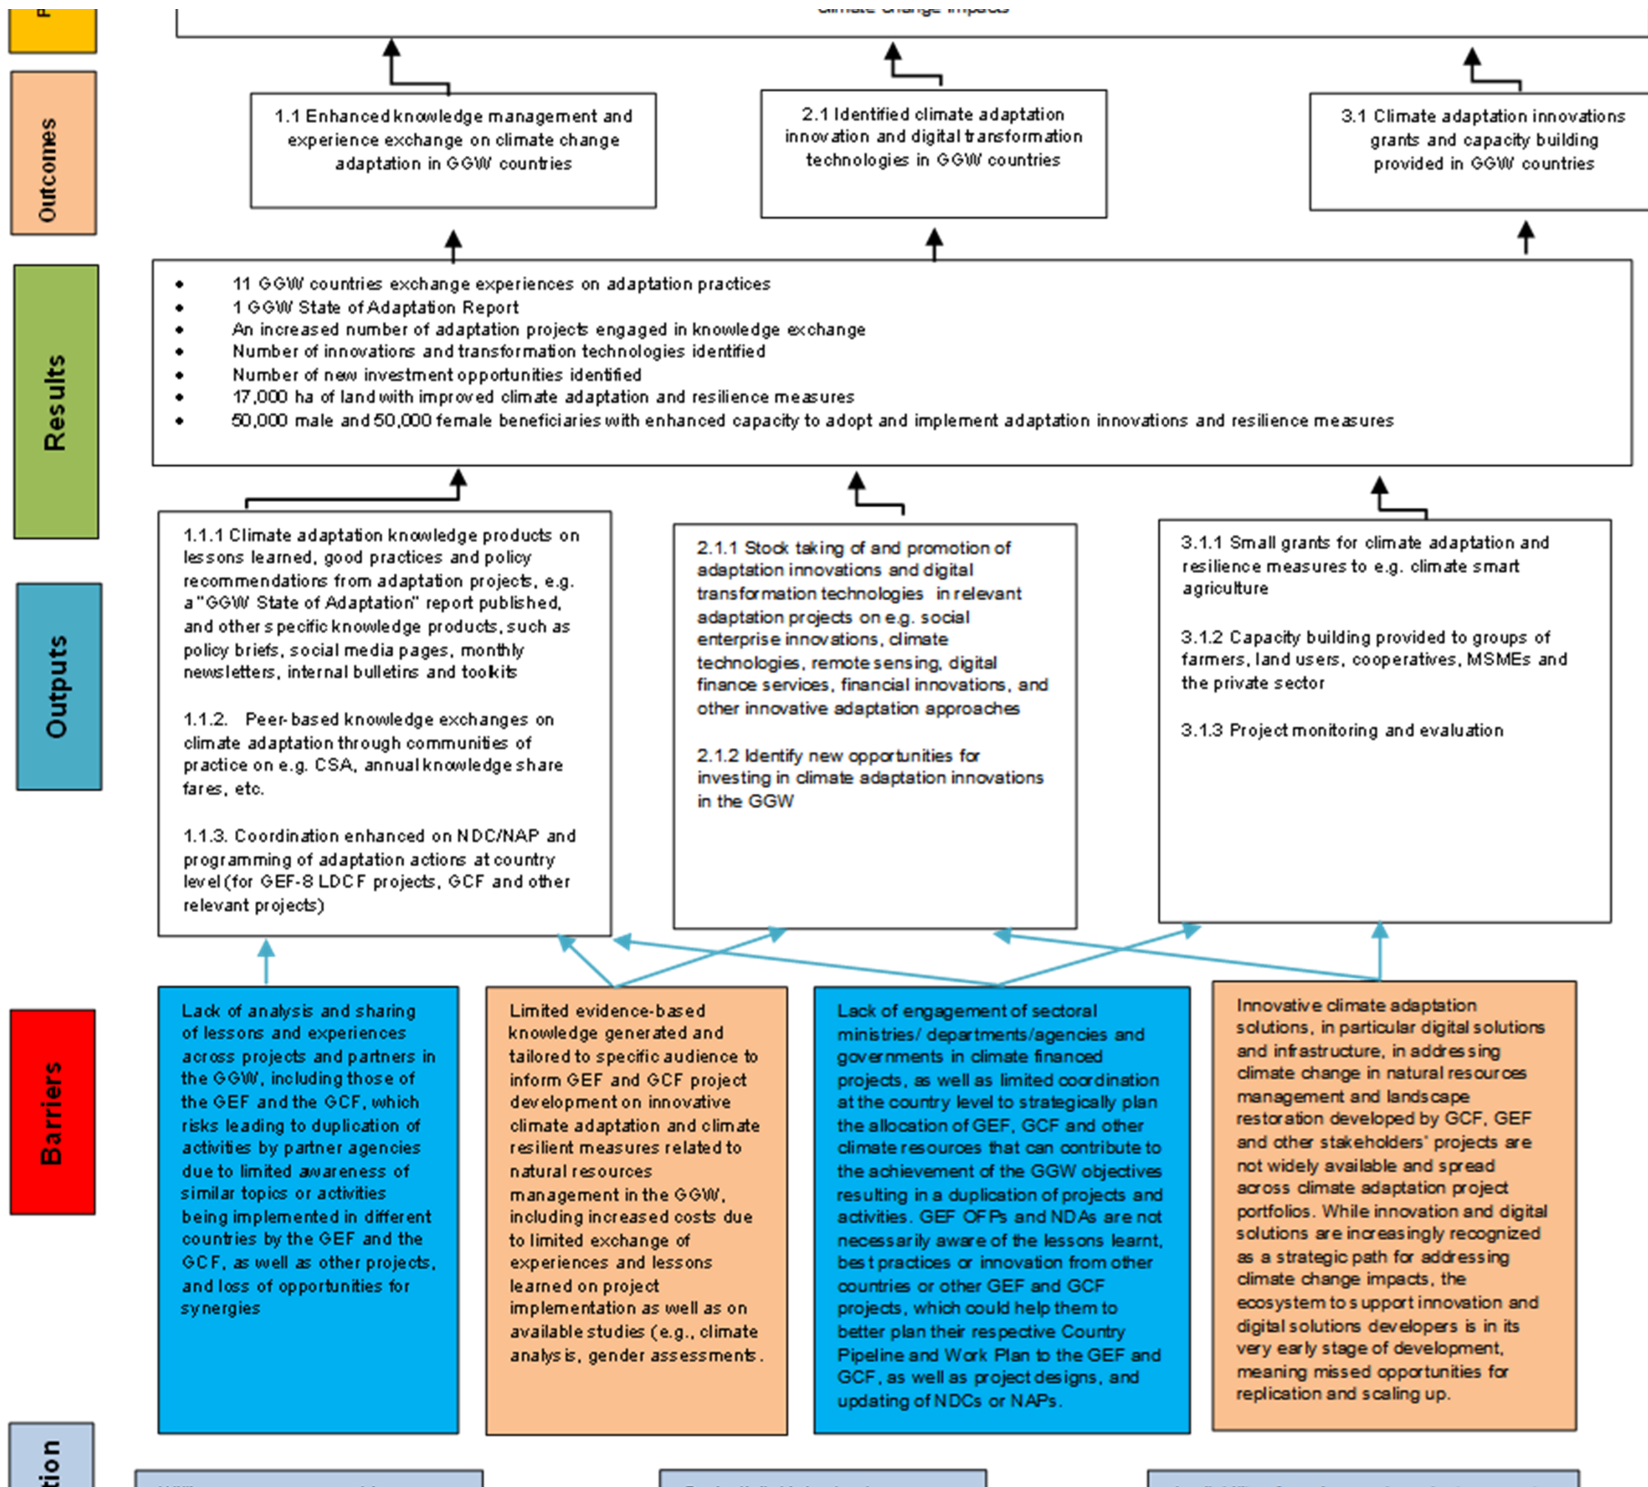 Climate Change Impacts
Outcomes
1.1 Enhanced knowledge management and
experience exchange on climate change
adaptation in GGW countries
2.1 Identified climate adaptation
innovation and digital transformation
technologies in GGW countries
3.1 Climate adaptation innovations
grants and capacity building
provided in GGW countries
Results
• 11 GGW countries exchange experiences on adaptation practices
• 1 GGW State of Adaptation Report
• An increased number of adaptation projects engaged in knowledge exchange
• Number of innovations and transformation technologies identified
• Number of new investment opportunities identified
• 17,000 ha of land with improved climate adaptation and resilience measures
• 50,000 male and 50,000 female beneficiaries with enhanced capacity to adopt and implement adaptation innovations and resilience measures
Outputs
1.1.1 Climate adaptation knowledge products on
lessons learned, good practices and policy
recommendations from adaptation projects, e.g.
a "GGW State of Adaptation" report published,
and other specific knowledge products, such as
policy briefs, social media pages, monthly
newsletters, internal bulletins and toolkits
1.1.2. Peer-based knowledge exchanges on
climate adaptation through communities of
practice on e.g. CSA, annual knowledge share
fares, etc.
1.1.3. Coordination enhanced on NDC/NAP and
programming of adaptation actions at country
level (for GEF-8 LDCF projects, GCF and other
relevant projects)
2.1.1 Stock taking of and promotion of
adaptation innovations and digital
transformation technologies in relevant
adaptation projects on e.g. social
enterprise innovations, climate
technologies, remote sensing, digital
finance services, financial innovations, and
other innovative adaptation approaches
2.1.2 Identify new opportunities for
investing in climate adaptation innovations
in the GGW
3.1.1 Small grants for climate adaptation and
resilience measures to e.g. climate smart
agriculture
3.1.2 Capacity building provided to groups of
farmers, land users, cooperatives, MSMEs and
the private sector
3.1.3 Project monitoring and evaluation
Barriers
Lack of analysis and sharing
of lessons and experiences
across projects and partners in
the GGW, including those of
the GEF and the GCF, which
risks leading to duplication of
activities by partner agencies
due to limited awareness of
similar topics or activities
being implemented in different
countries by the GEF and the
GCF, as well as other projects,
and loss of opportunities for
synergies
Limited evidence-based
knowledge generated and
tailored to specific audience to
inform GEF and GCF project
development on innovative
climate adaptation and climate
resilient measures related to
natural resources
management in the GGW,
including increased costs due
to limited exchange of
experiences and lessons
learned on project
implementation as well as on
available studies (e.g., climate
analysis, gender assessments.
Lack of engagement of sectoral
ministries/ departments/agencies and
governments in climate financed
projects, as well as limited coordination
at the country level to strategically plan
the allocation of GEF, GCF and other
climate resources that can contribute to
the achievement of the GGW objectives
resulting in a duplication of projects and
activities. GEF OFPs and NDAs are not
necessarily aware of the lessons learnt,
best practices or innovation from other
countries or other GEF and GCF
projects, which could help them to
better plan their respective Country
Pipeline and Work Plan to the GEF and
GCF, as well as project designs, and
updating of NDCs or NAPs.
Innovative climate adaptation
solutions, in particular digital solutions
and infrastructure, in addressing
climate change in natural resources
management and landscape
restoration developed by GCF, GEF
and other stakeholders' projects are
not widely available and spread
across climate adaptation project
portfolios. While innovation and digital
solutions are increasingly recognized
as a strategic path for addressing
climate change impacts, the
ecosystem to support innovation and
digital solutions developers is in its
very early stage of development,
meaning missed opportunities for
replication and scaling up.
tion